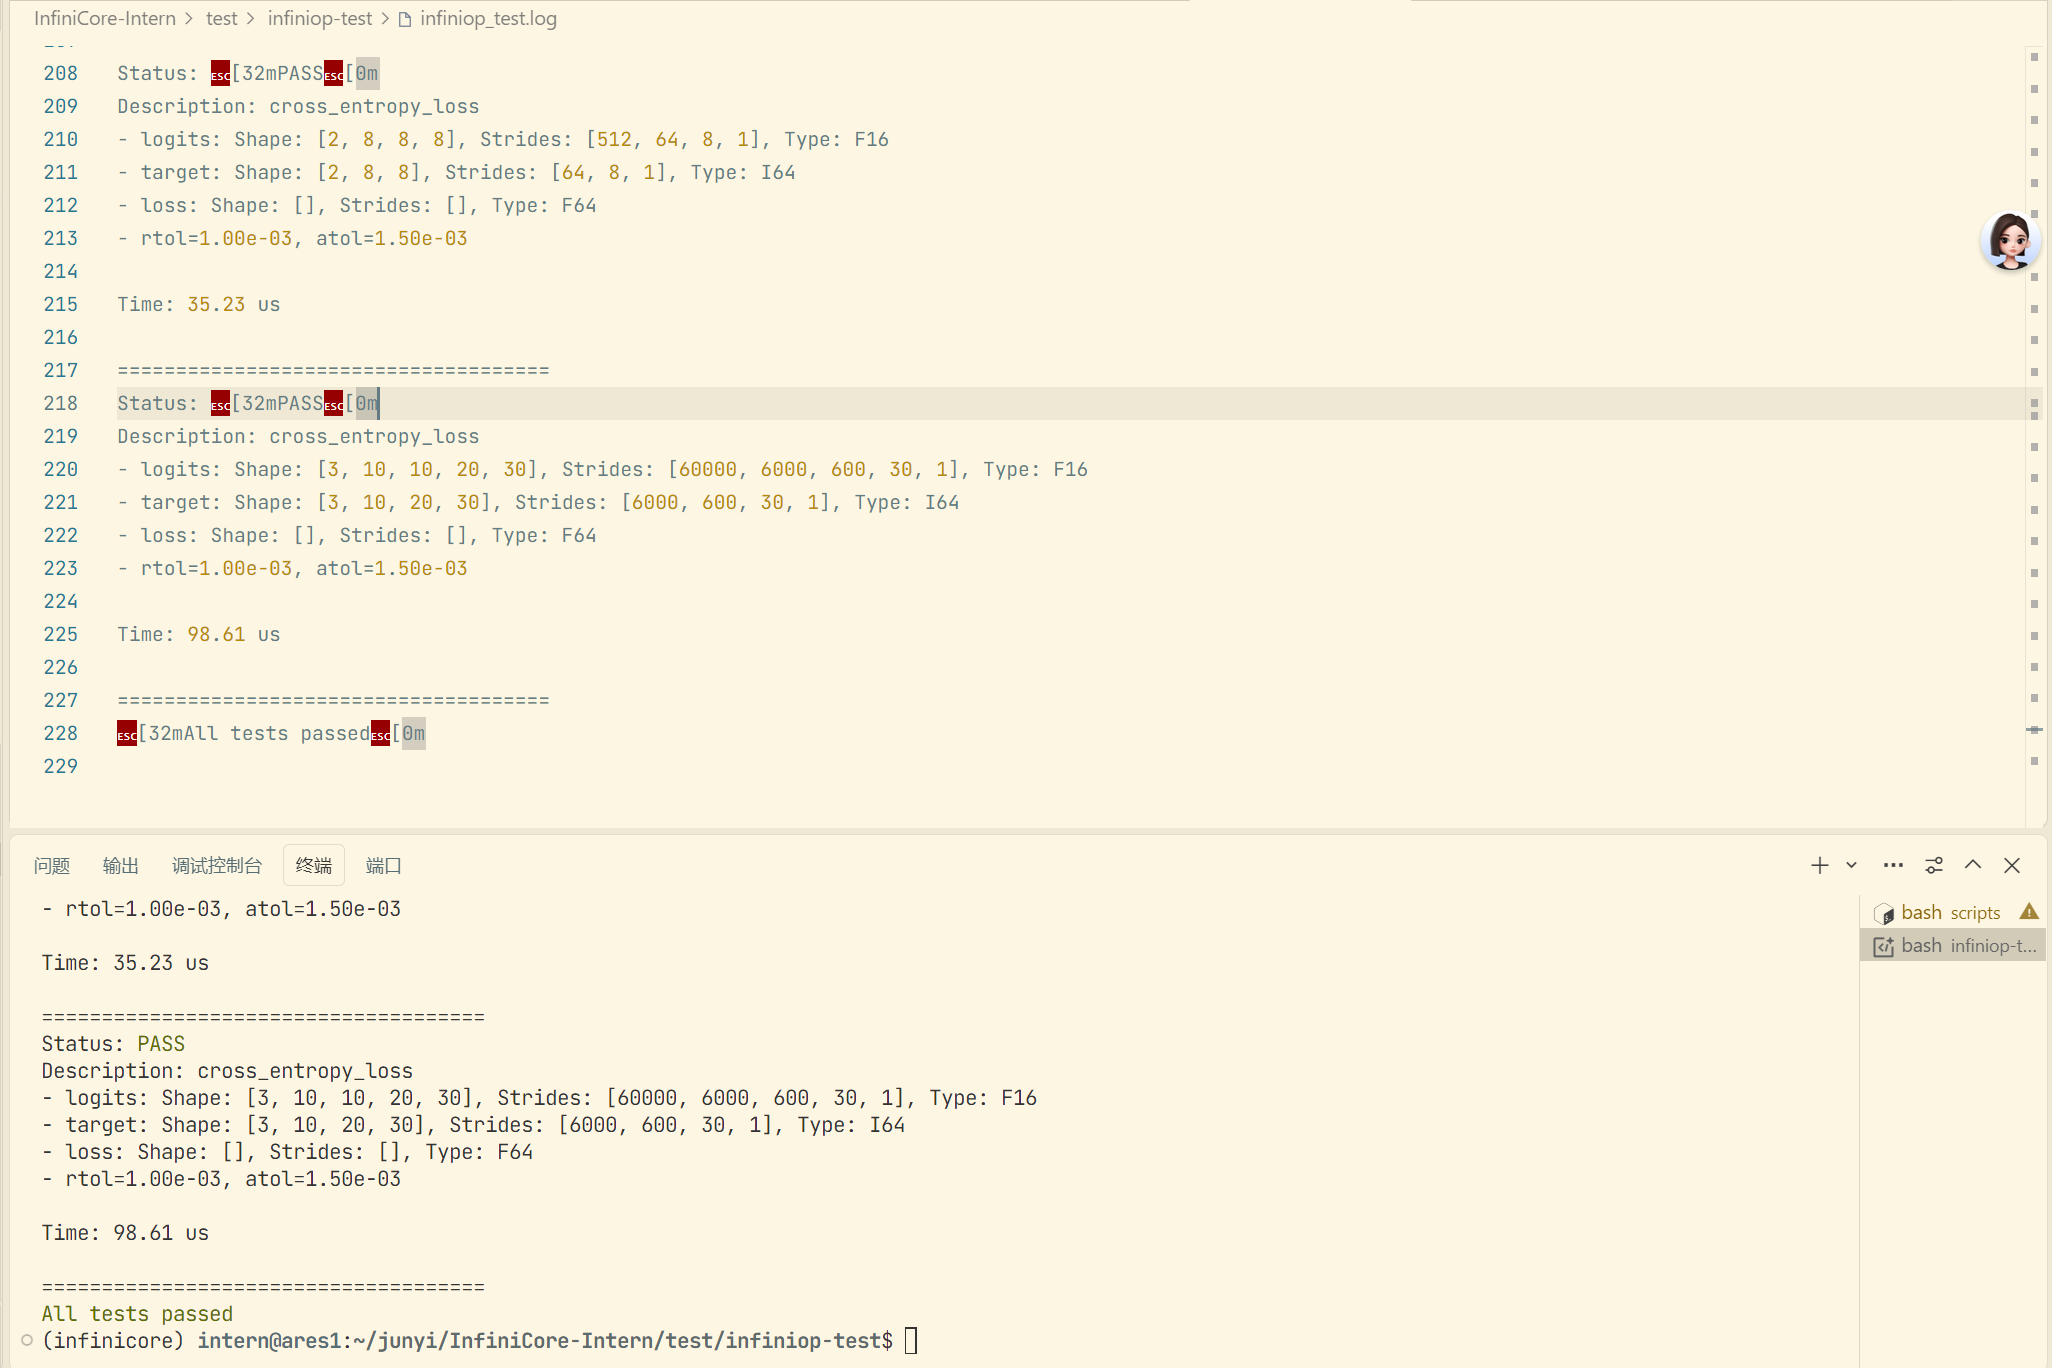 InfiniCore-Intern > test > infiniop-test > infiniop_test.log
208 Status: ESC[32mPASSESC[0m
209 Description: cross_entropy_loss
210 - logits: Shape: [2, 8, 8, 8], Strides: [512, 64, 8, 1], Type: F16
211 - target: Shape: [2, 8, 8], Strides: [64, 8, 1], Type: I64
212 - loss: Shape: [], Strides: [], Type: F64
213 - rtol=1.00e-03, atol=1.50e-03
214
215 Time: 35.23 us
216
217 =====================================
218 Status: ESC[32mPASSESC[0m
219 Description: cross_entropy_loss
220 - logits: Shape: [3, 10, 10, 20, 30], Strides: [60000, 6000, 600, 30, 1], Type: F16
221 - target: Shape: [3, 10, 20, 30], Strides: [6000, 600, 30, 1], Type: I64
222 - loss: Shape: [], Strides: [], Type: F64
223 - rtol=1.00e-03, atol=1.50e-03
224
225 Time: 98.61 us
226
227 =====================================
228 ESC[32mAll tests passedESC[0m
229
问题 输出 调试控制台 终端 端口
- rtol=1.00e-03, atol=1.50e-03
Time: 35.23 us
=====================================
Status: PASS
Description: cross_entropy_loss
- logits: Shape: [3, 10, 10, 20, 30], Strides: [60000, 6000, 600, 30, 1], Type: F16
- target: Shape: [3, 10, 20, 30], Strides: [6000, 600, 30, 1], Type: I64
- loss: Shape: [], Strides: [], Type: F64
- rtol=1.00e-03, atol=1.50e-03
Time: 98.61 us
=====================================
All tests passed
(infinicore) intern@ares1:~/junyi/InfiniCore-Intern/test/infiniop-test$
bash scripts
bash infiniop-t...